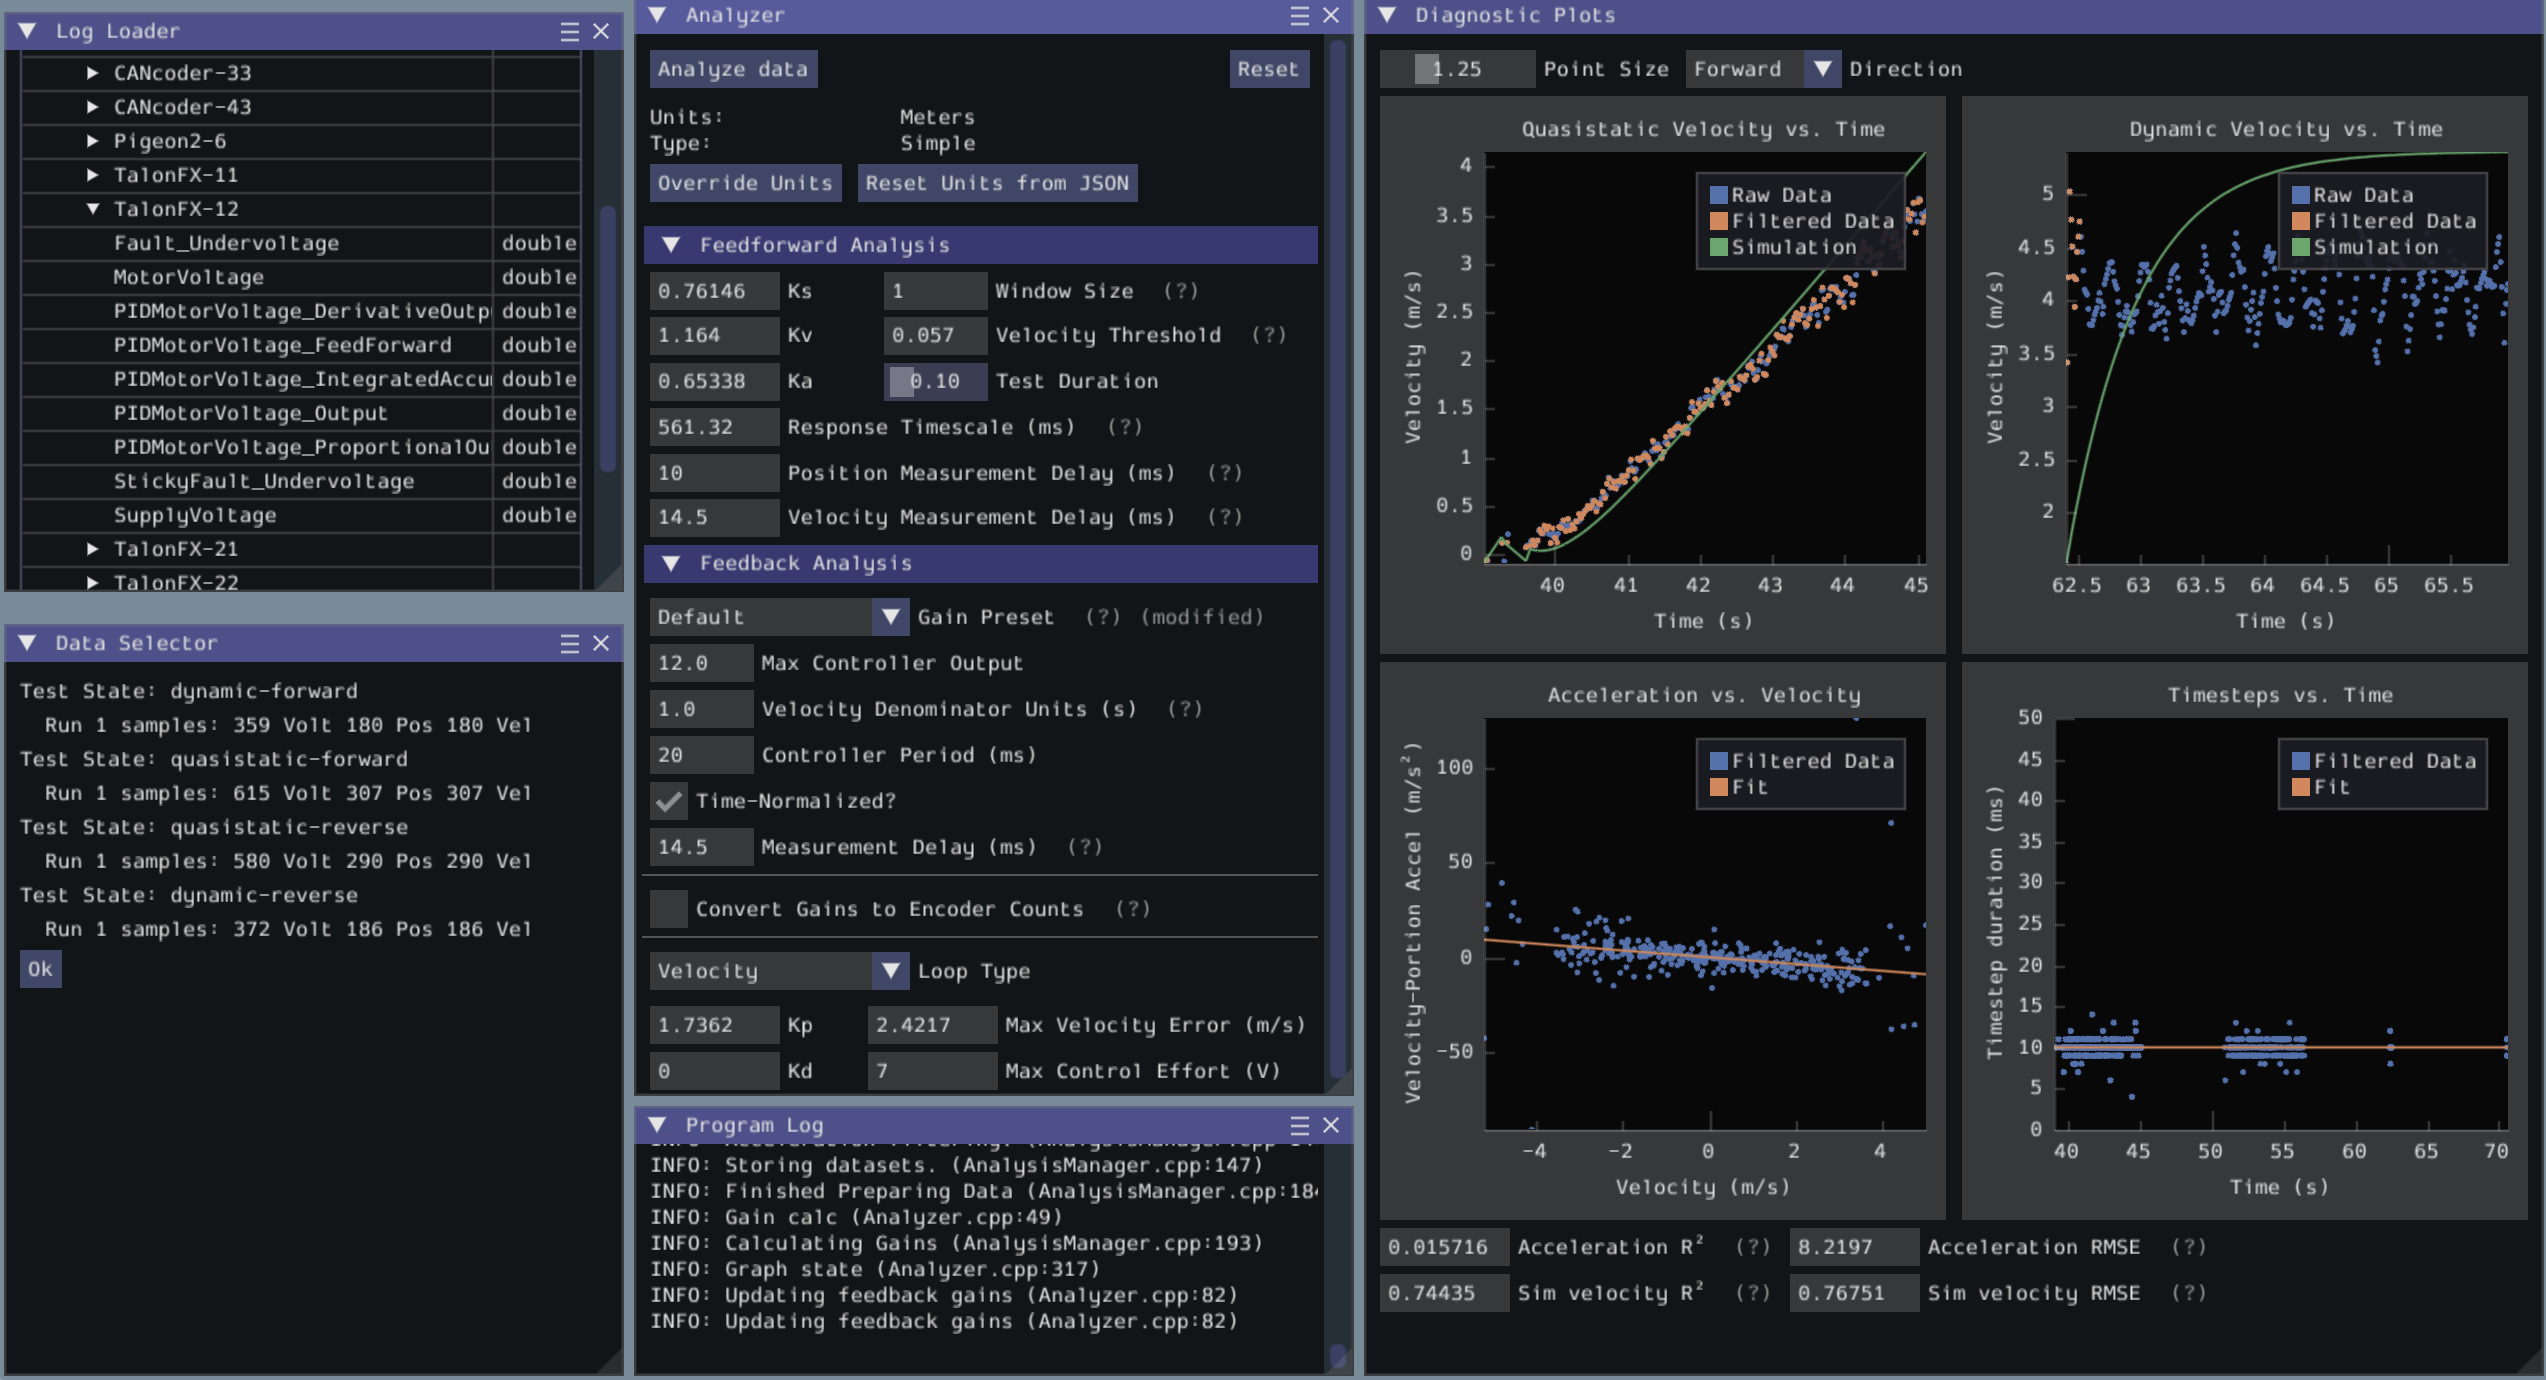 Log Loader
CANcoder-33
CANcoder-43
Pigeon2-6
TalonFX-11
TalonFX-12
Fault_Undervoltage double
MotorVoltage double
PIDMotorVoltage_DerivativeOutp double
PIDMotorVoltage_FeedForward double
PIDMotorVoltage_IntegratedAccu double
PIDMotorVoltage_Output double
PIDMotorVoltage_ProportionalOu double
StickyFault_Undervoltage double
SupplyVoltage double
TalonFX-21
TalonFX-22
Data Selector
Test State: dynamic-forward
Run 1 samples: 359 Volt 180 Pos 180 Vel
Test State: quasistatic-forward
Run 1 samples: 615 Volt 307 Pos 307 Vel
Test State: quasistatic-reverse
Run 1 samples: 580 Volt 290 Pos 290 Vel
Test State: dynamic-reverse
Run 1 samples: 372 Volt 186 Pos 186 Vel
Ok
Analyzer
Analyze data Reset
Units: Meters
Type: Simple
Override Units Reset Units from JSON
Feedforward Analysis
0.76146 Ks 1 Window Size (?)
1.164 Kv 0.057 Velocity Threshold (?)
0.65338 Ka 0.10 Test Duration
561.32 Response Timescale (ms) (?)
10 Position Measurement Delay (ms) (?)
14.5 Velocity Measurement Delay (ms) (?)
Feedback Analysis
Default Gain Preset (?) (modified)
12.0 Max Controller Output
1.0 Velocity Denominator Units (s) (?)
20 Controller Period (ms)
Time-Normalized?
14.5 Measurement Delay (ms) (?)
Convert Gains to Encoder Counts (?)
Velocity Loop Type
1.7362 Kp 2.4217 Max Velocity Error (m/s)
0 Kd 7 Max Control Effort (V)
Program Log
INFO: Storing datasets. (AnalysisManager.cpp:147)
INFO: Finished Preparing Data (AnalysisManager.cpp:18
INFO: Gain calc (Analyzer.cpp:49)
INFO: Calculating Gains (AnalysisManager.cpp:193)
INFO: Graph state (Analyzer.cpp:317)
INFO: Updating feedback gains (Analyzer.cpp:82)
INFO: Updating feedback gains (Analyzer.cpp:82)
Diagnostic Plots
1.25 Point Size Forward Direction
Quasistatic Velocity vs. Time
Raw Data
Filtered Data
Simulation
Velocity (m/s)
4
3.5
3
2.5
2
1.5
1
0.5
0
40 41 42 43 44 45
Time (s)
Dynamic Velocity vs. Time
Raw Data
Filtered Data
Simulation
Velocity (m/s)
5
4.5
4
3.5
3
2.5
2
62.5 63 63.5 64 64.5 65 65.5
Time (s)
Acceleration vs. Velocity
Filtered Data
Fit
Velocity-Portion Accel (m/s²)
100
50
0
-50
-4 -2 0 2 4
Velocity (m/s)
Timesteps vs. Time
Filtered Data
Fit
Timestep duration (ms)
50
45
40
35
30
25
20
15
10
5
0
40 45 50 55 60 65 70
Time (s)
0.015716 Acceleration R² (?) 8.2197 Acceleration RMSE (?)
0.74435 Sim velocity R² (?) 0.76751 Sim velocity RMSE (?)